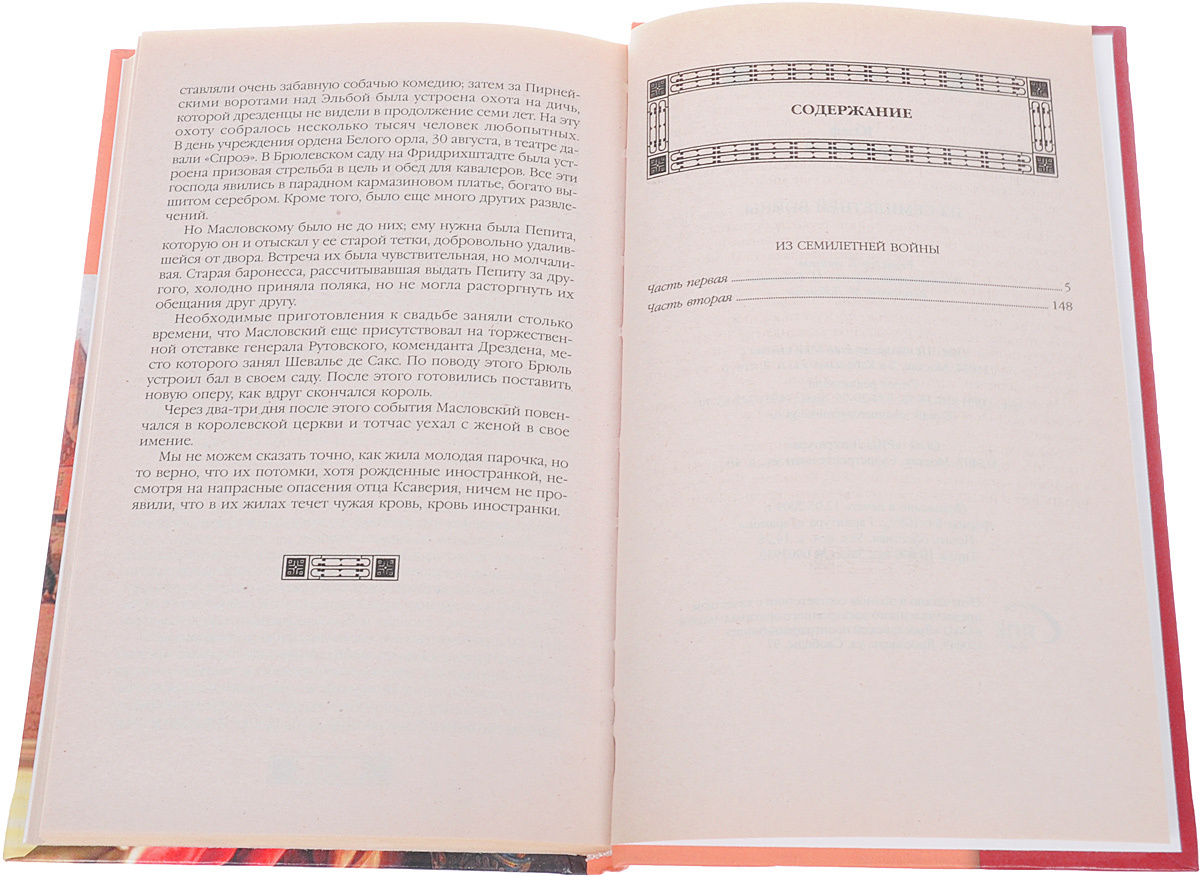 ставляли очень забавную собачью комедию; затем за Пирней-
скими воротами над Эльбой была устроена охота на дичь,
которой дрезденцы не видели в продолжение семи лет. На эту
охоту собралось несколько тысяч человек любопытных.
В день учреждения ордена Белого орла, 30 августа, в театре да-
вали «Спроэ». В Брюлевском саду на Фридрихштадте была уст-
роена призовая стрельба в цель и обед для кавалеров. Все эти
господа явились в парадном кармазиновом платье, богато вы-
шитом серебром. Кроме того, было еще много других развле-
чений.
Но Масловскому было не до них; ему нужна была Пепита,
которую он и отыскал у ее старой тетки, добровольно удалив-
шейся от двора. Встреча их была чувствительная, но молчали-
вая. Старая баронесса, рассчитывавшая выдать Пепиту за дру-
гого, холодно приняла поляка, но не могла расторгнуть их
обещания друг другу.
Необходимые приготовления к свадьбе заняли столько
времени, что Масловский еще присутствовал на торжествен-
ной отставке генерала Рутовского, коменданта Дрездена, ме-
сто которого занял Шевалье де Сакс. По поводу этого Брюль
устроил бал в своем саду. После этого готовились поставить
новую оперу, как вдруг скончался король.
Через два-три дня после этого события Масловский повен-
чался в королевской церкви и тотчас уехал с женой в свое
имение.
Мы не можем сказать точно, как жила молодая парочка, но
то верно, что их потомки, хотя рожденные иностранкой, не-
смотря на напрасные опасения отца Ксаверия, ничем не про-
явили, что в их жилах течет чужая кровь, кровь иностранки.
СОДЕРЖАНИЕ
ИЗ СЕМИЛЕТНЕЙ ВОЙНЫ
Часть первая 5
Часть вторая 148